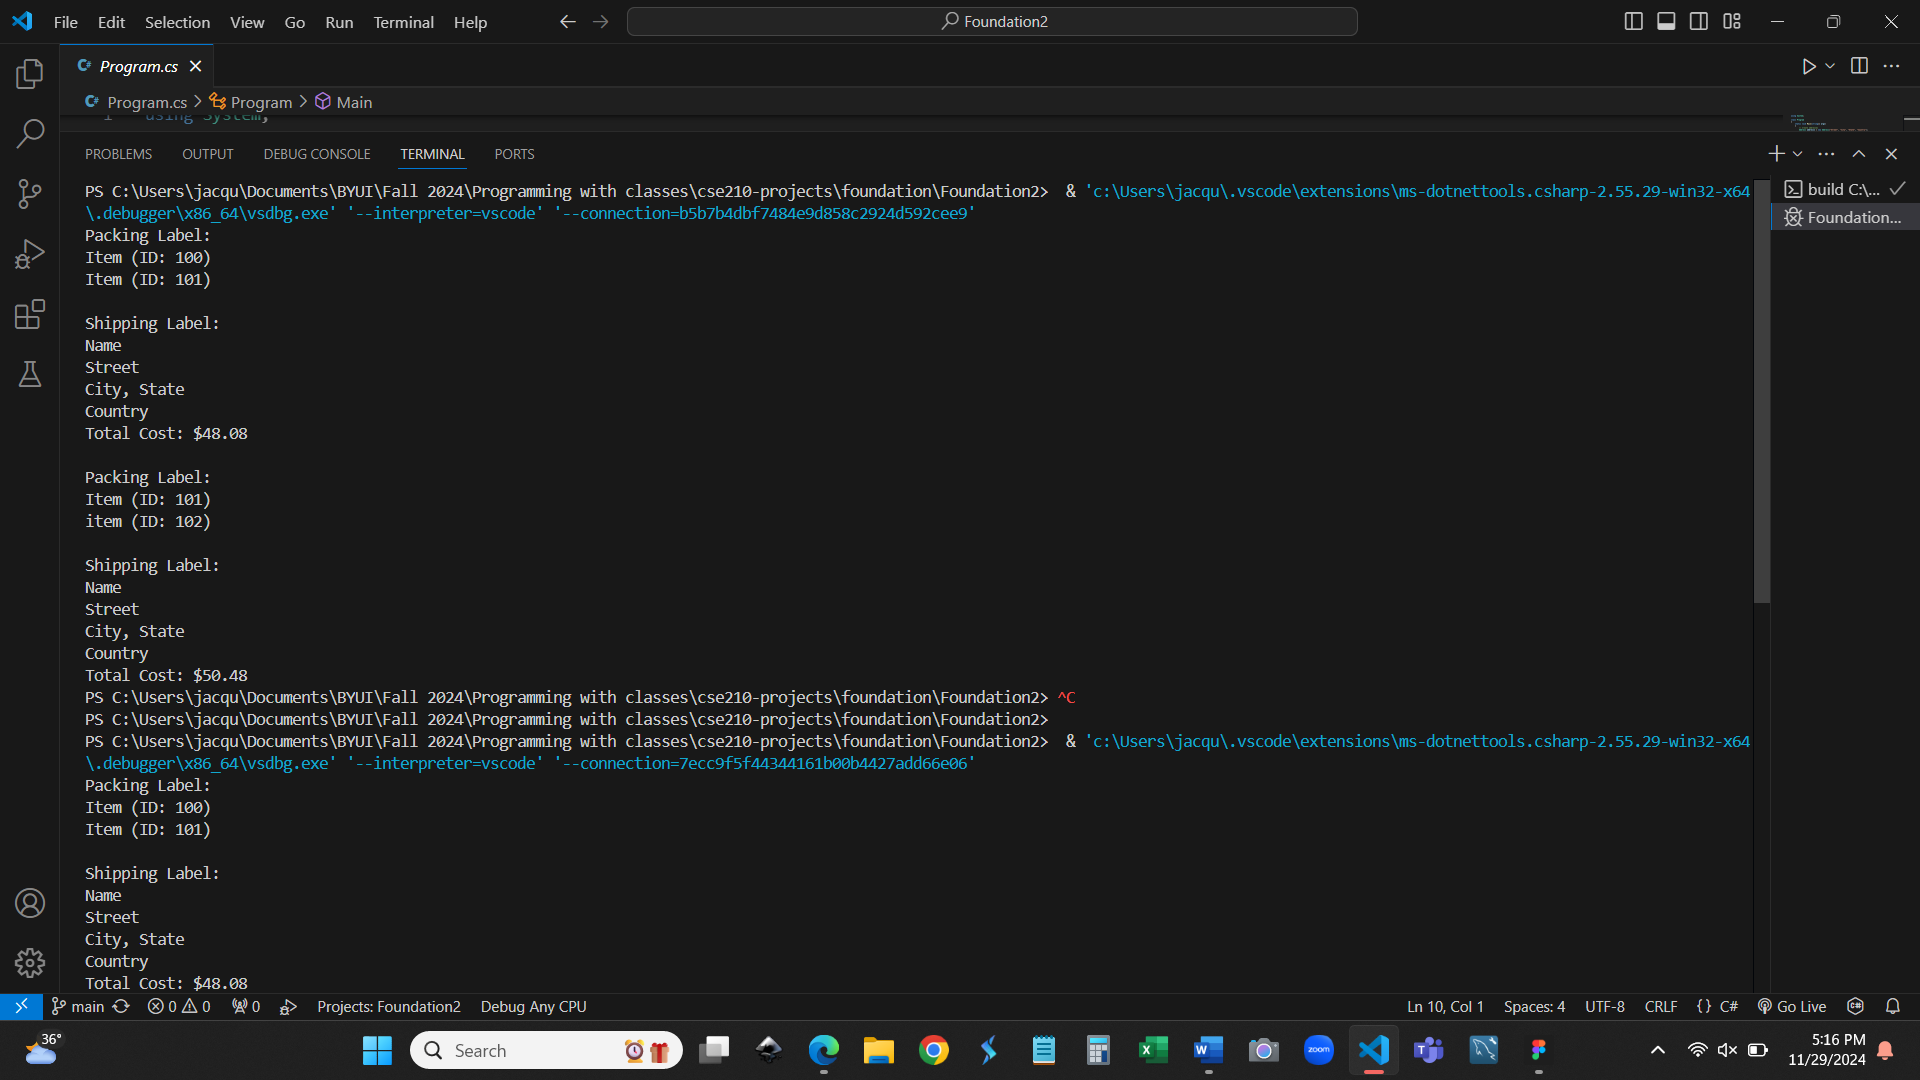 File Edit Selection View Go Run Terminal Help
Foundation2
Program.cs
Program.cs > Program > Main
1 using System;
PROBLEMS OUTPUT DEBUG CONSOLE TERMINAL PORTS
PS C:\Users\jacqu\Documents\BYUI\Fall 2024\Programming with classes\cse210-projects\foundation\Foundation2>  & 'c:\Users\jacqu\.vscode\extensions\ms-dotnettools.csharp-2.55.29-win32-x64
\.debugger\x86_64\vsdbg.exe' '--interpreter=vscode' '--connection=b5b7b4dbf7484e9d858c2924d592cee9'
build C:\...
Foundation...
Packing Label:
Item (ID: 100)
Item (ID: 101)
Shipping Label:
Name
Street
City, State
Country
Total Cost: $48.08
Packing Label:
Item (ID: 101)
item (ID: 102)
Shipping Label:
Name
Street
City, State
Country
Total Cost: $50.48
PS C:\Users\jacqu\Documents\BYUI\Fall 2024\Programming with classes\cse210-projects\foundation\Foundation2> ^C
PS C:\Users\jacqu\Documents\BYUI\Fall 2024\Programming with classes\cse210-projects\foundation\Foundation2>
PS C:\Users\jacqu\Documents\BYUI\Fall 2024\Programming with classes\cse210-projects\foundation\Foundation2>  & 'c:\Users\jacqu\.vscode\extensions\ms-dotnettools.csharp-2.55.29-win32-x64
\.debugger\x86_64\vsdbg.exe' '--interpreter=vscode' '--connection=7ecc9f5f44344161b00b4427add66e06'
Packing Label:
Item (ID: 100)
Item (ID: 101)
Shipping Label:
Name
Street
City, State
Country
Total Cost: $48.08
main 0 0 0 Projects: Foundation2 Debug Any CPU Ln 10, Col 1 Spaces: 4 UTF-8 CRLF {} C# Go Live
36° Search zoom 5:16 PM
11/29/2024